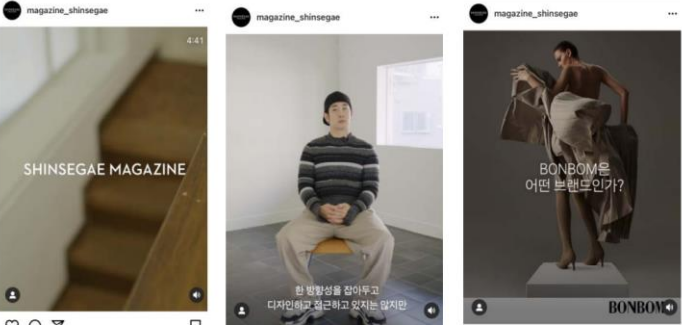 magazine_shinsegae
4:41
SHINSEGAE MAGAZINE
magazine_shinsegae
한 방향성을 잡아두고
디자인하고 접근하고 있지는 않지만
magazine_shinsegae
BONBOM은
어떤 브랜드인가?
BONBOM